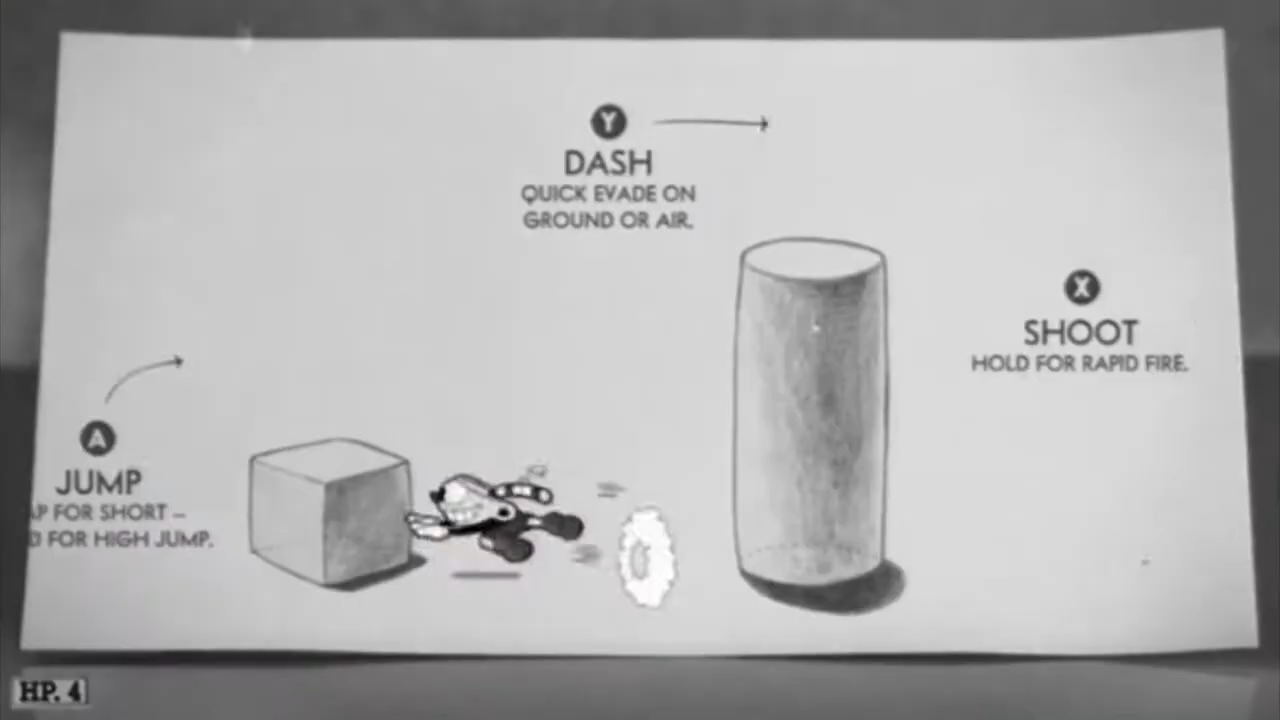 Y
DASH
QUICK EVADE ON
GROUND OR AIR.
X
SHOOT
HOLD FOR RAPID FIRE.
A
JUMP
AP FOR SHORT –
D FOR HIGH JUMP.
HP. 4